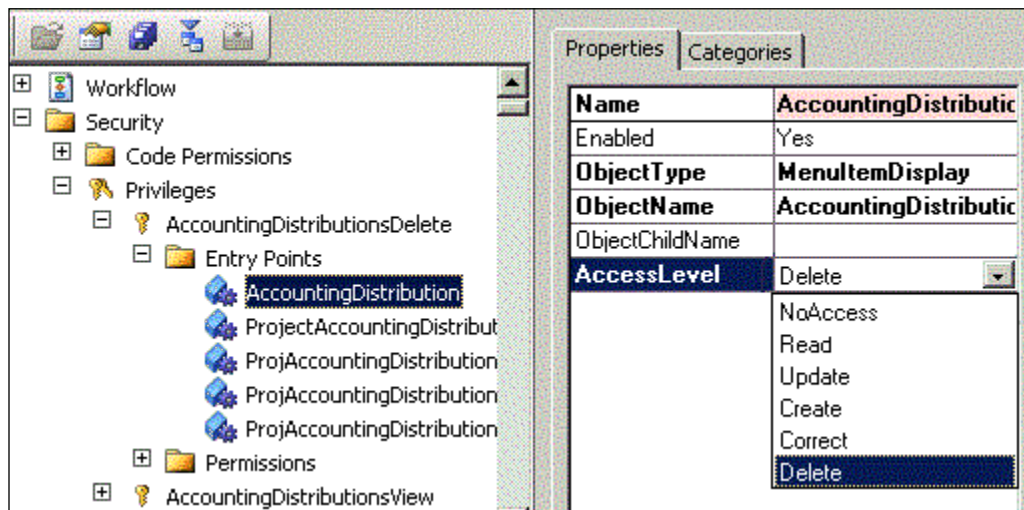 Workflow
Security
Code Permissions
Privileges
AccountingDistributionsDelete
Entry Points
AccountingDistribution
ProjectAccountingDistribut
ProjAccountingDistribution
ProjAccountingDistribution
ProjAccountingDistribution
Permissions
AccountingDistributionsView
Properties Categories
Name AccountingDistributic
Enabled Yes
ObjectType MenuItemDisplay
ObjectName AccountingDistributic
ObjectChildName
AccessLevel Delete
NoAccess
Read
Update
Create
Correct
Delete